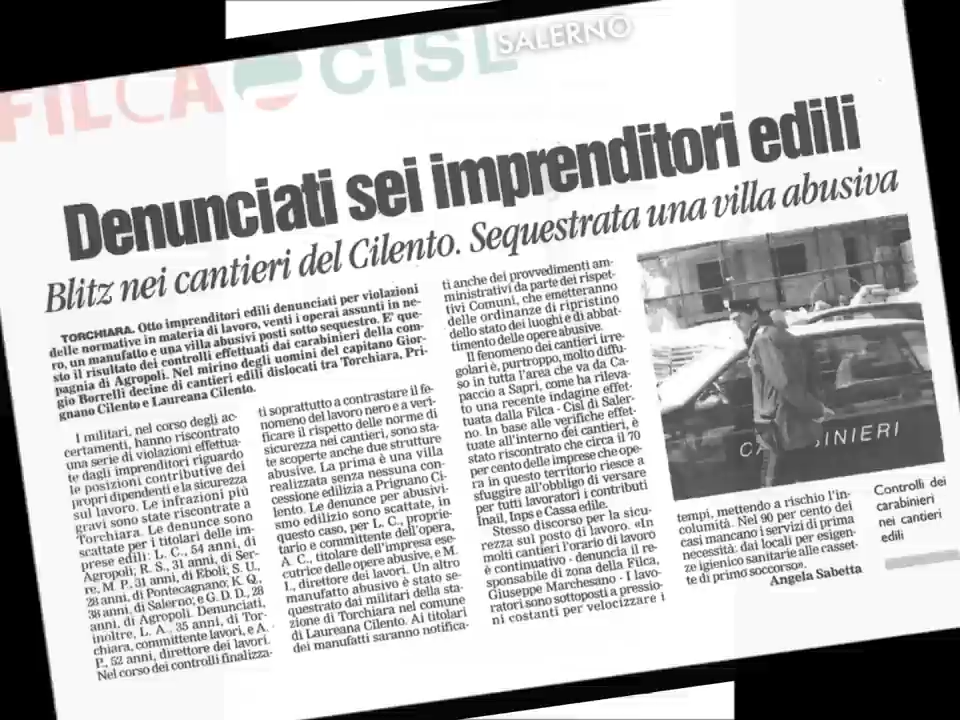 FILCA CISL
SALERNO
Denunciati sei imprenditori edili
Blitz nei cantieri del Cilento. Sequestrata una villa abusiva
TORCHIARA. Otto imprenditori edili denunciati per violazioni
delle normative in materia di lavoro, venti i operai assunti in ne-
ro, un manufatto e una villa abusivi posti sotto sequestro. E' que-
sto il risultato dei controlli effettuati dai carabinieri della com-
pagnia di Agropoli. Nel mirino degli uomini del capitano Gior-
gio Borrelli decine di cantieri edili dislocati tra Torchiara, Pri-
gnano Cilento e Laureana Cilento.
I militari, nel corso degli ac-
certamenti, hanno riscontrato
una serie di violazioni effettua-
te dagli imprenditori riguardo
le posizioni contributive dei
propri dipendenti e la sicurezza
sul lavoro. Le infrazioni più
gravi sono state riscontrate a
Torchiara. Le denunce sono
scattate per i titolari delle im-
prese edili: L. C., 54 anni, di
Agropoli, R. S., 31 anni, di Ser-
re, M. P., 31 anni, di Eboli, S. U.,
28 anni, di Pontecagnano, K. Q.,
38 anni, di Salerno; e G. D. D., 28
anni, di Agropoli. Denunciati,
inoltre, L. A., 35 anni, di Tor-
chiara, committente lavori, e A.
P., 52 anni, direttore dei lavori.
Nel corso dei controlli finalizza-
ti soprattutto a contrastare il fe-
nomeno del lavoro nero e a veri-
ficare il rispetto delle norme di
sicurezza nei cantieri, sono sta-
te scoperte anche due strutture
abusive. La prima è una villa
realizzata senza nessuna con-
cessione edilizia a Prignano Ci-
lento. Le denunce per abusivi-
smo edilizio sono scattate, in
questo caso, per L. C., proprie-
tario e committente dell'opera,
A. C., titolare dell'impresa ese-
cutrice delle opere abusive, e M.
I., direttore dei lavori. Un altro
manufatto abusivo è stato se-
questrato dai militari della sta-
zione di Torchiara nel comune
di Laureana Cilento. Ai titolari
dei manufatti saranno notifica-
ti anche dei provvedimenti am-
ministrativi da parte dei rispet-
tivi Comuni, che emetteranno
delle ordinanze di ripristino
dello stato dei luoghi e di abbat-
timento delle opere abusive.
Il fenomeno dei cantieri irre-
golari è, purtroppo, molto diffu-
so in tutta l'area che va da Ca-
paccio a Sapri, come ha rileva-
to una recente indagine effet-
tuata dalla Filca - Cisl di Saler-
no. In base alle verifiche effet-
tuate all'interno dei cantieri, è
stato riscontrato che circa il 70
per cento delle imprese che ope-
ra in questo territorio riesce a
sfuggire all'obbligo di versare
per tutti lavoratori i contributi
Inail, Inps e Cassa edile.
Stesso discorso per la sicu-
rezza sul posto di lavoro. «In
molti cantieri l'orario di lavoro
è continuativo - denuncia il re-
sponsabile di zona della Filca,
Giuseppe Marchesano - I lavo-
ratori sono sottoposti a pressio-
ni costanti per velocizzare i
tempi, mettendo a rischio l'in-
columità. Nel 90 per cento dei
casi mancano i servizi di prima
necessità: dai locali per esigen-
ze igienico sanitarie alle casset-
te di primo soccorso».
Angela Sabetta
CA
BINIERI
Controlli dei
carabinieri
nei cantieri
edili